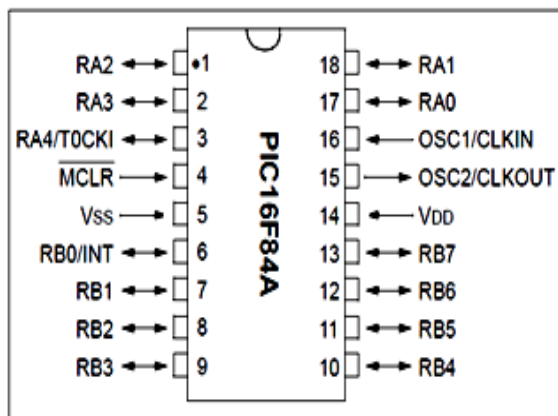 RA2 •1 18 RA1
RA3 2 17 RA0
RA4/T0CKI 3 16 OSC1/CLKIN
MCLR 4 15 OSC2/CLKOUT
VSS 5 14 VDD
RB0/INT 6 13 RB7
RB1 7 12 RB6
RB2 8 11 RB5
RB3 9 10 RB4
PIC16F84A